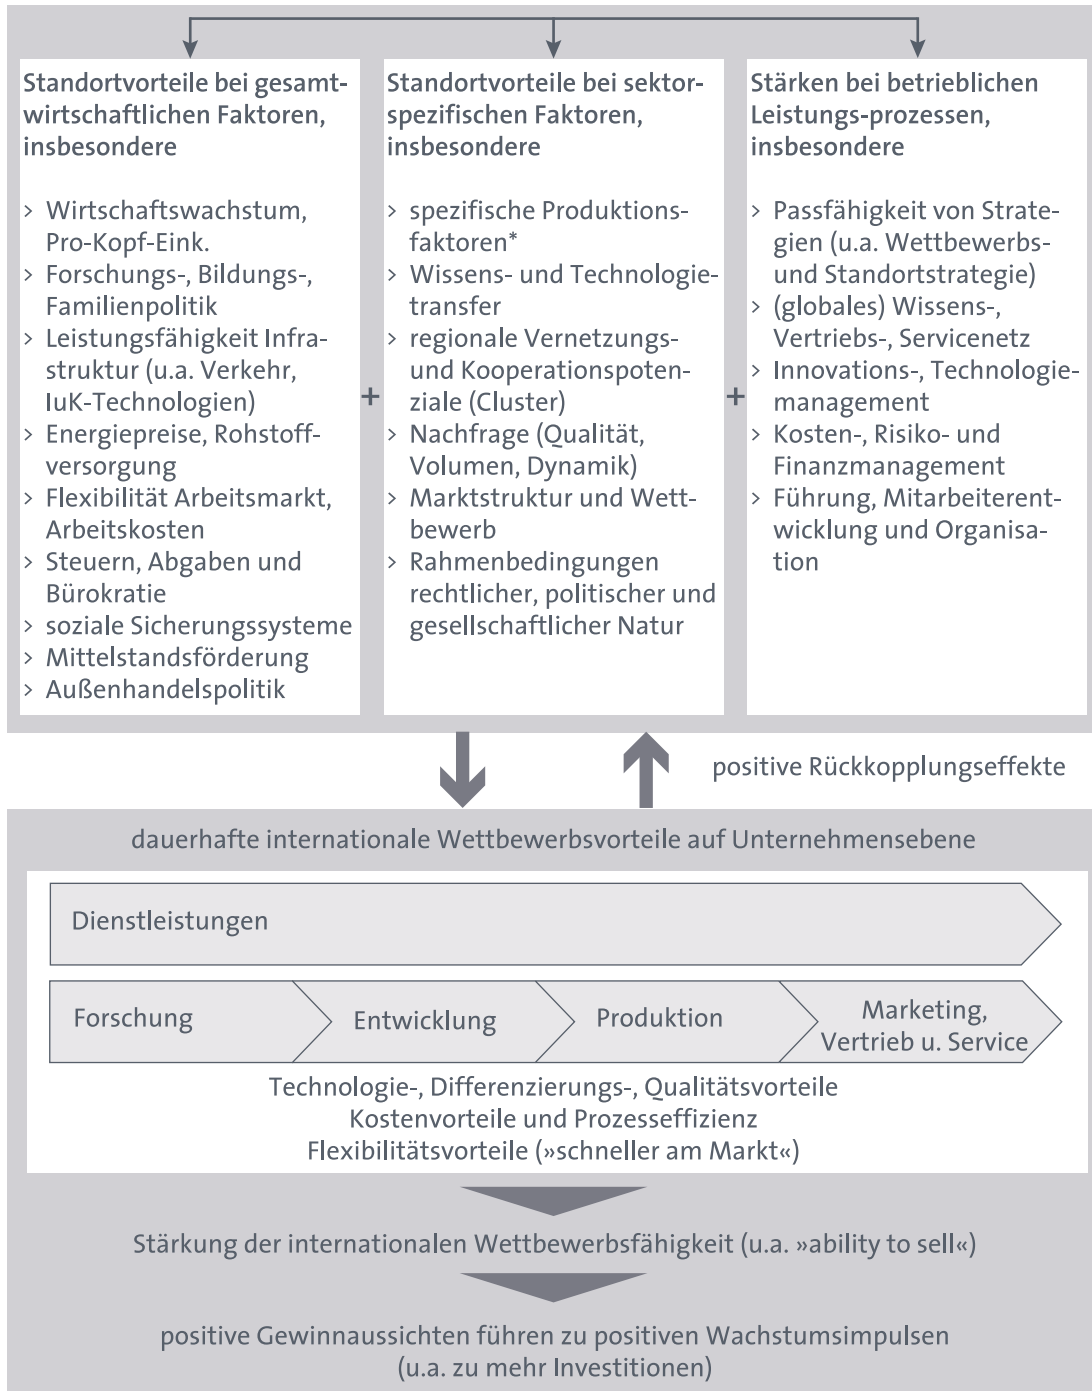 Standortvorteile bei gesamt-
wirtschaftlichen Faktoren,
insbesondere
> Wirtschaftswachstum,
Pro-Kopf-Eink.
> Forschungs-, Bildungs-,
Familienpolitik
> Leistungsfähigkeit Infra-
struktur (u.a. Verkehr,
IuK-Technologien)
> Energiepreise, Rohstoff-
versorgung
> Flexibilität Arbeitsmarkt,
Arbeitskosten
> Steuern, Abgaben und
Bürokratie
> soziale Sicherungssysteme
> Mittelstandsförderung
> Außenhandelspolitik
+
Standortvorteile bei sektor-
spezifischen Faktoren,
insbesondere
> spezifische Produktions-
faktoren*
> Wissens- und Technologie-
transfer
> regionale Vernetzungs-
und Kooperationspoten-
ziale (Cluster)
> Nachfrage (Qualität,
Volumen, Dynamik)
> Marktstruktur und Wett-
bewerb
> Rahmenbedingungen
rechtlicher, politischer und
gesellschaftlicher Natur
+
Stärken bei betrieblichen
Leistungs-prozessen,
insbesondere
> Passfähigkeit von Strate-
gien (u.a. Wettbewerbs-
und Standortstrategie)
> (globales) Wissens-,
Vertriebs-, Servicenetz
> Innovations-, Technologie-
management
> Kosten-, Risiko- und
Finanzmanagement
> Führung, Mitarbeiterent-
wicklung und Organisa-
tion
positive Rückkopplungseffekte
dauerhafte internationale Wettbewerbsvorteile auf Unternehmensebene
Dienstleistungen
Forschung
Entwicklung
Produktion
Marketing,
Vertrieb u. Service
Technologie-, Differenzierungs-, Qualitätsvorteile
Kostenvorteile und Prozesseffizienz
Flexibilitätsvorteile (»schneller am Markt«)
Stärkung der internationalen Wettbewerbsfähigkeit (u.a. »ability to sell«)
positive Gewinnaussichten führen zu positiven Wachstumsimpulsen
(u.a. zu mehr Investitionen)